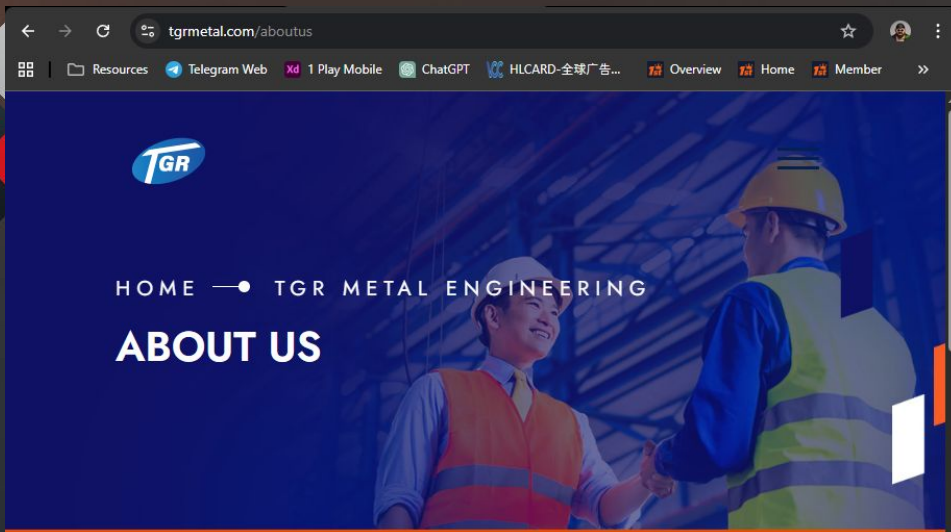 tgrmetal.com/aboutus
Resources Telegram Web Xd 1 Play Mobile ChatGPT HLCARD-全球广告... Overview Home Member »
TGR
HOME TGR METAL ENGINEERING
ABOUT US